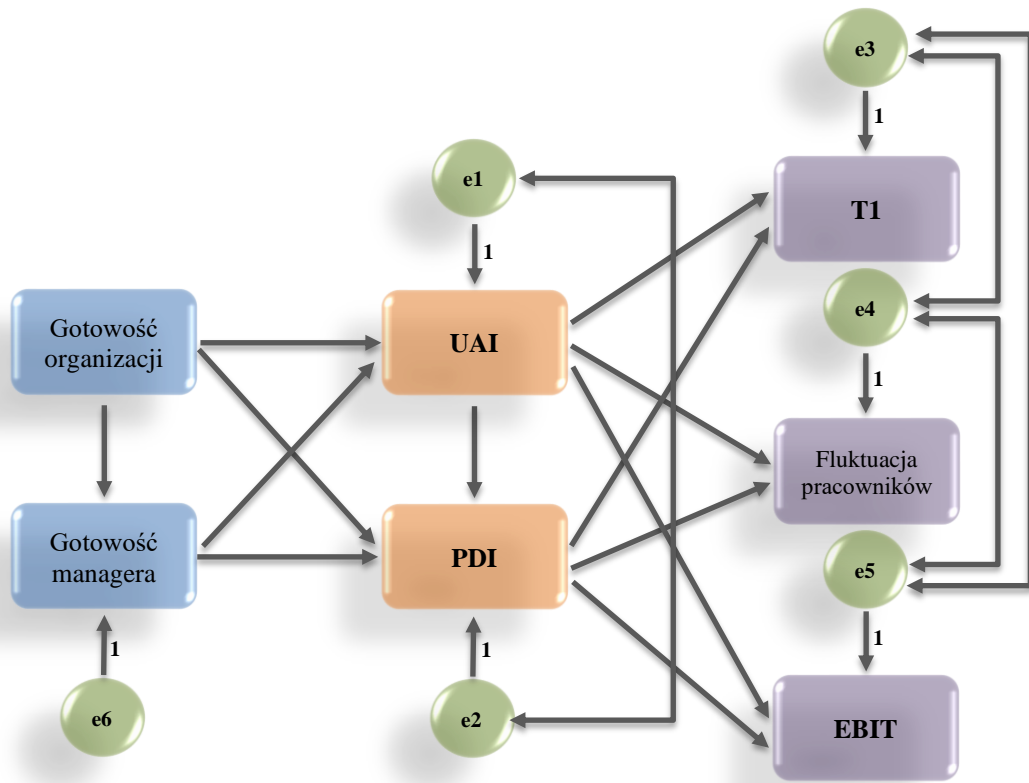 e3
1
T1
e1
1
e4
Gotowość
organizacji
UAI
1
Fluktuacja
pracowników
Gotowość
managera
PDI
e5
1
1
1
e6
e2
EBIT